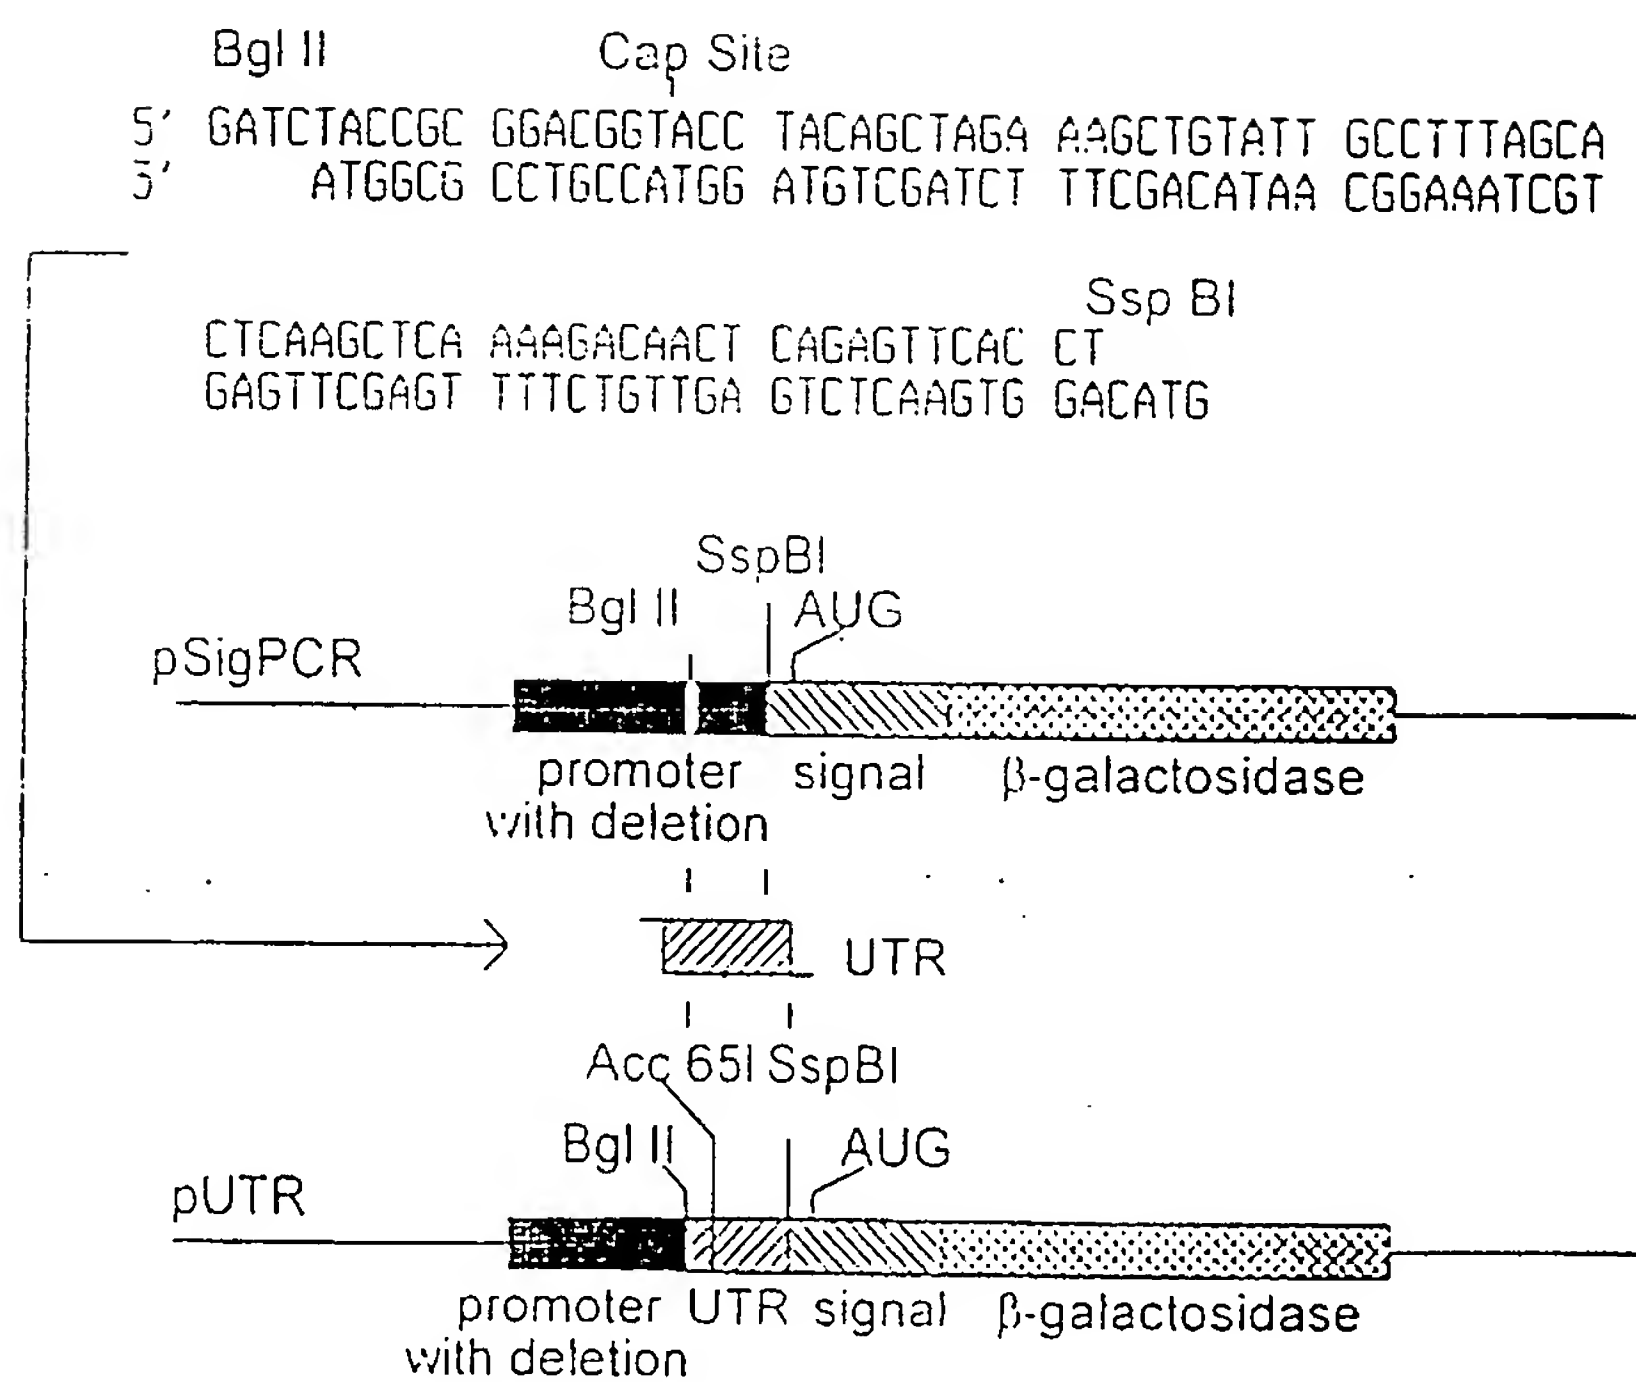 Bgl II Cap Site
5' GATCTACCGC GGACGGTACC TACAGCTAGA AAGCTGTATT GCCTTTAGCA
3' ATGGCG CCTGCCATGG ATGTCGATCT TTCGACATAA CGGAAATCGT
Ssp BI
CTCAAGCTCA AAAGACAACT CAGAGTTCAC CT
GAGTTCGAGT TTTCTGTTGA GTCTCAAGTG GACATG
SspBI
Bgl II AUG
pSigPCR
promoter signal β-galactosidase
with deletion
UTR
Acc 65I SspBI
Bgl II AUG
pUTR
promoter UTR signal β-galactosidase
with deletion